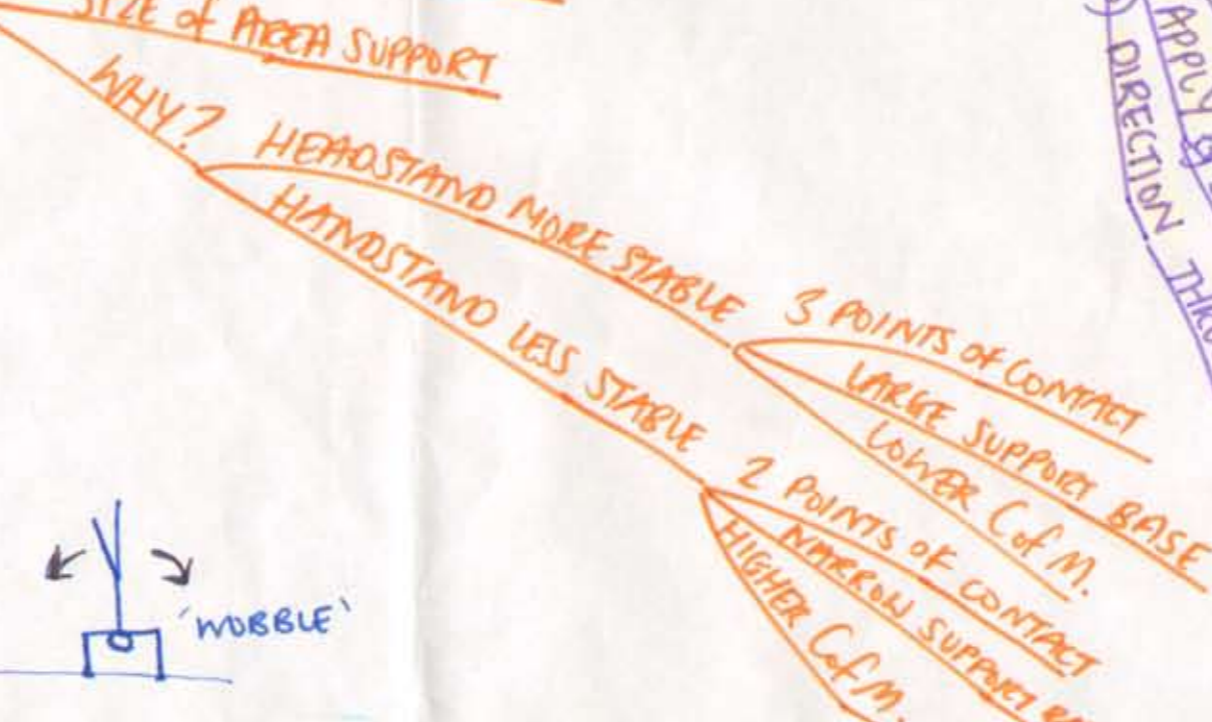 SIZE of AREA SUPPORT
WHY?
HEADSTAND MORE STABLE
3 POINTS of CONTACT
LARGE SUPPORT BASE
LOWER C of M.
HANDSTAND LESS STABLE
2 POINTS OF CONTACT
NARROW SUPPORT
HIGHER C of M.
'WOBBLE'
APPLY
DIRECTION